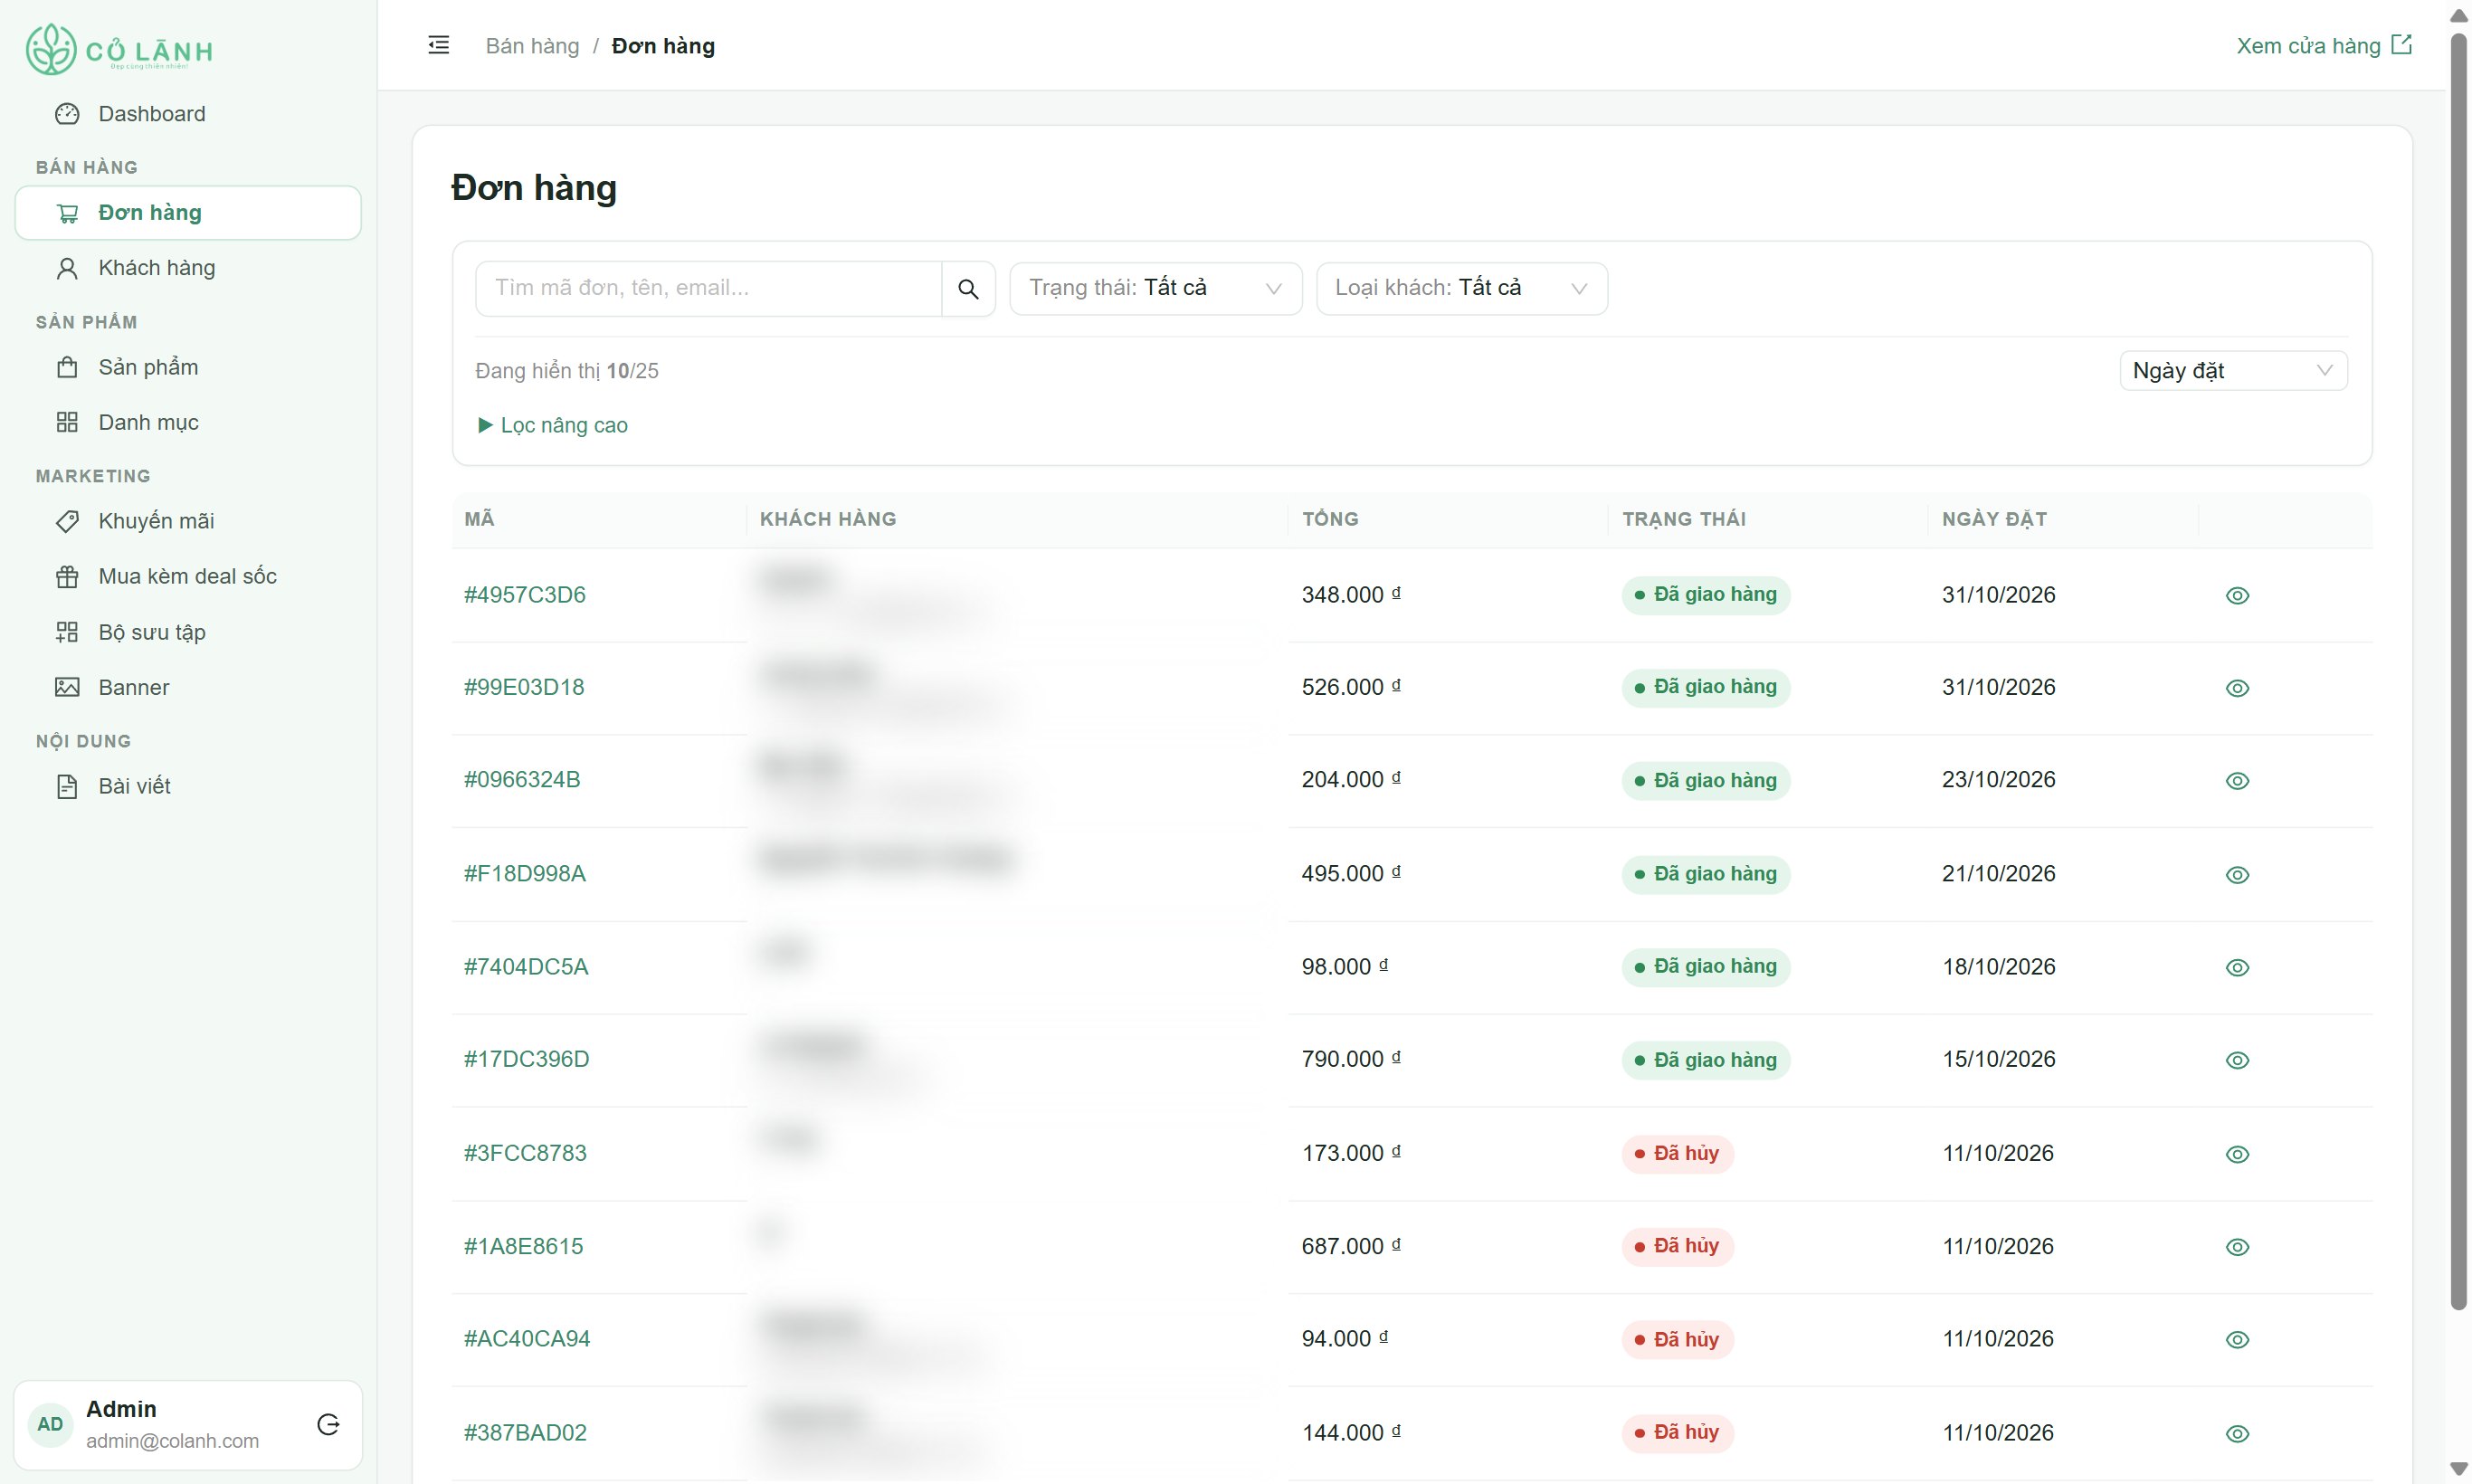 CỎ LÃNH
Đẹp cùng thiên nhiên!
Dashboard
BÁN HÀNG
Đơn hàng
Khách hàng
SẢN PHẨM
Sản phẩm
Danh mục
MARKETING
Khuyến mãi
Mua kèm deal sốc
Bộ sưu tập
Banner
NỘI DUNG
Bài viết
AD
Admin
admin@colanh.com
Bán hàng / Đơn hàng
Xem cửa hàng
Đơn hàng
Tìm mã đơn, tên, email...
Trạng thái: Tất cả
Loại khách: Tất cả
Đang hiển thị 10/25
Ngày đặt
Lọc nâng cao
MÃ KHÁCH HÀNG TỔNG TRẠNG THÁI NGÀY ĐẶT
#4957C3D6 348.000 ₫ Đã giao hàng 31/10/2026
#99E03D18 526.000 ₫ Đã giao hàng 31/10/2026
#0966324B 204.000 ₫ Đã giao hàng 23/10/2026
#F18D998A 495.000 ₫ Đã giao hàng 21/10/2026
#7404DC5A 98.000 ₫ Đã giao hàng 18/10/2026
#17DC396D 790.000 ₫ Đã giao hàng 15/10/2026
#3FCC8783 173.000 ₫ Đã hủy 11/10/2026
#1A8E8615 687.000 ₫ Đã hủy 11/10/2026
#AC40CA94 94.000 ₫ Đã hủy 11/10/2026
#387BAD02 144.000 ₫ Đã hủy 11/10/2026